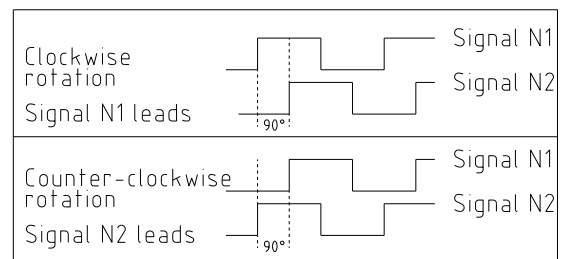 Clockwise
rotation
Signal N1 leads
Signal N1
Signal N2
90°
Counter-clockwise
rotation
Signal N2 leads
Signal N1
Signal N2
90°